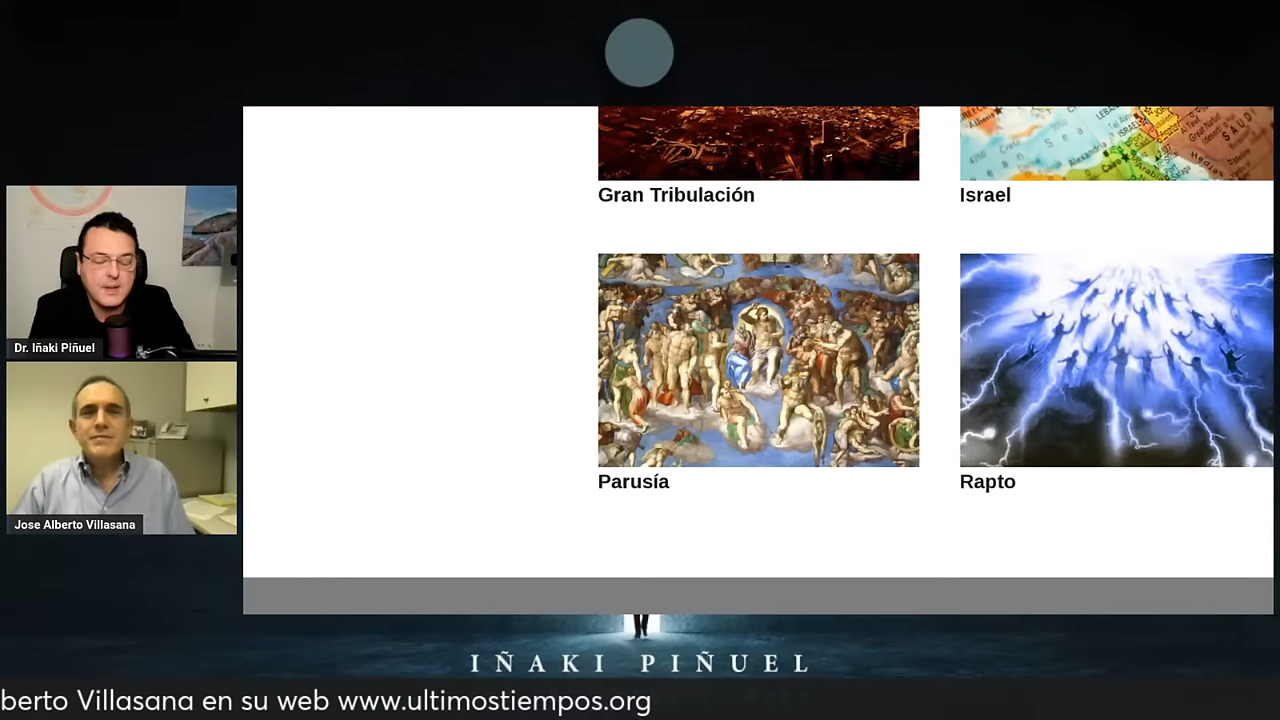 Gran Tribulación
Israel
Parusía
Rapto
Dr. Iñaki Piñuel
Jose Alberto Villasana
IÑAKI PIÑUEL
berto Villasana en su web www.ultimostiempos.org